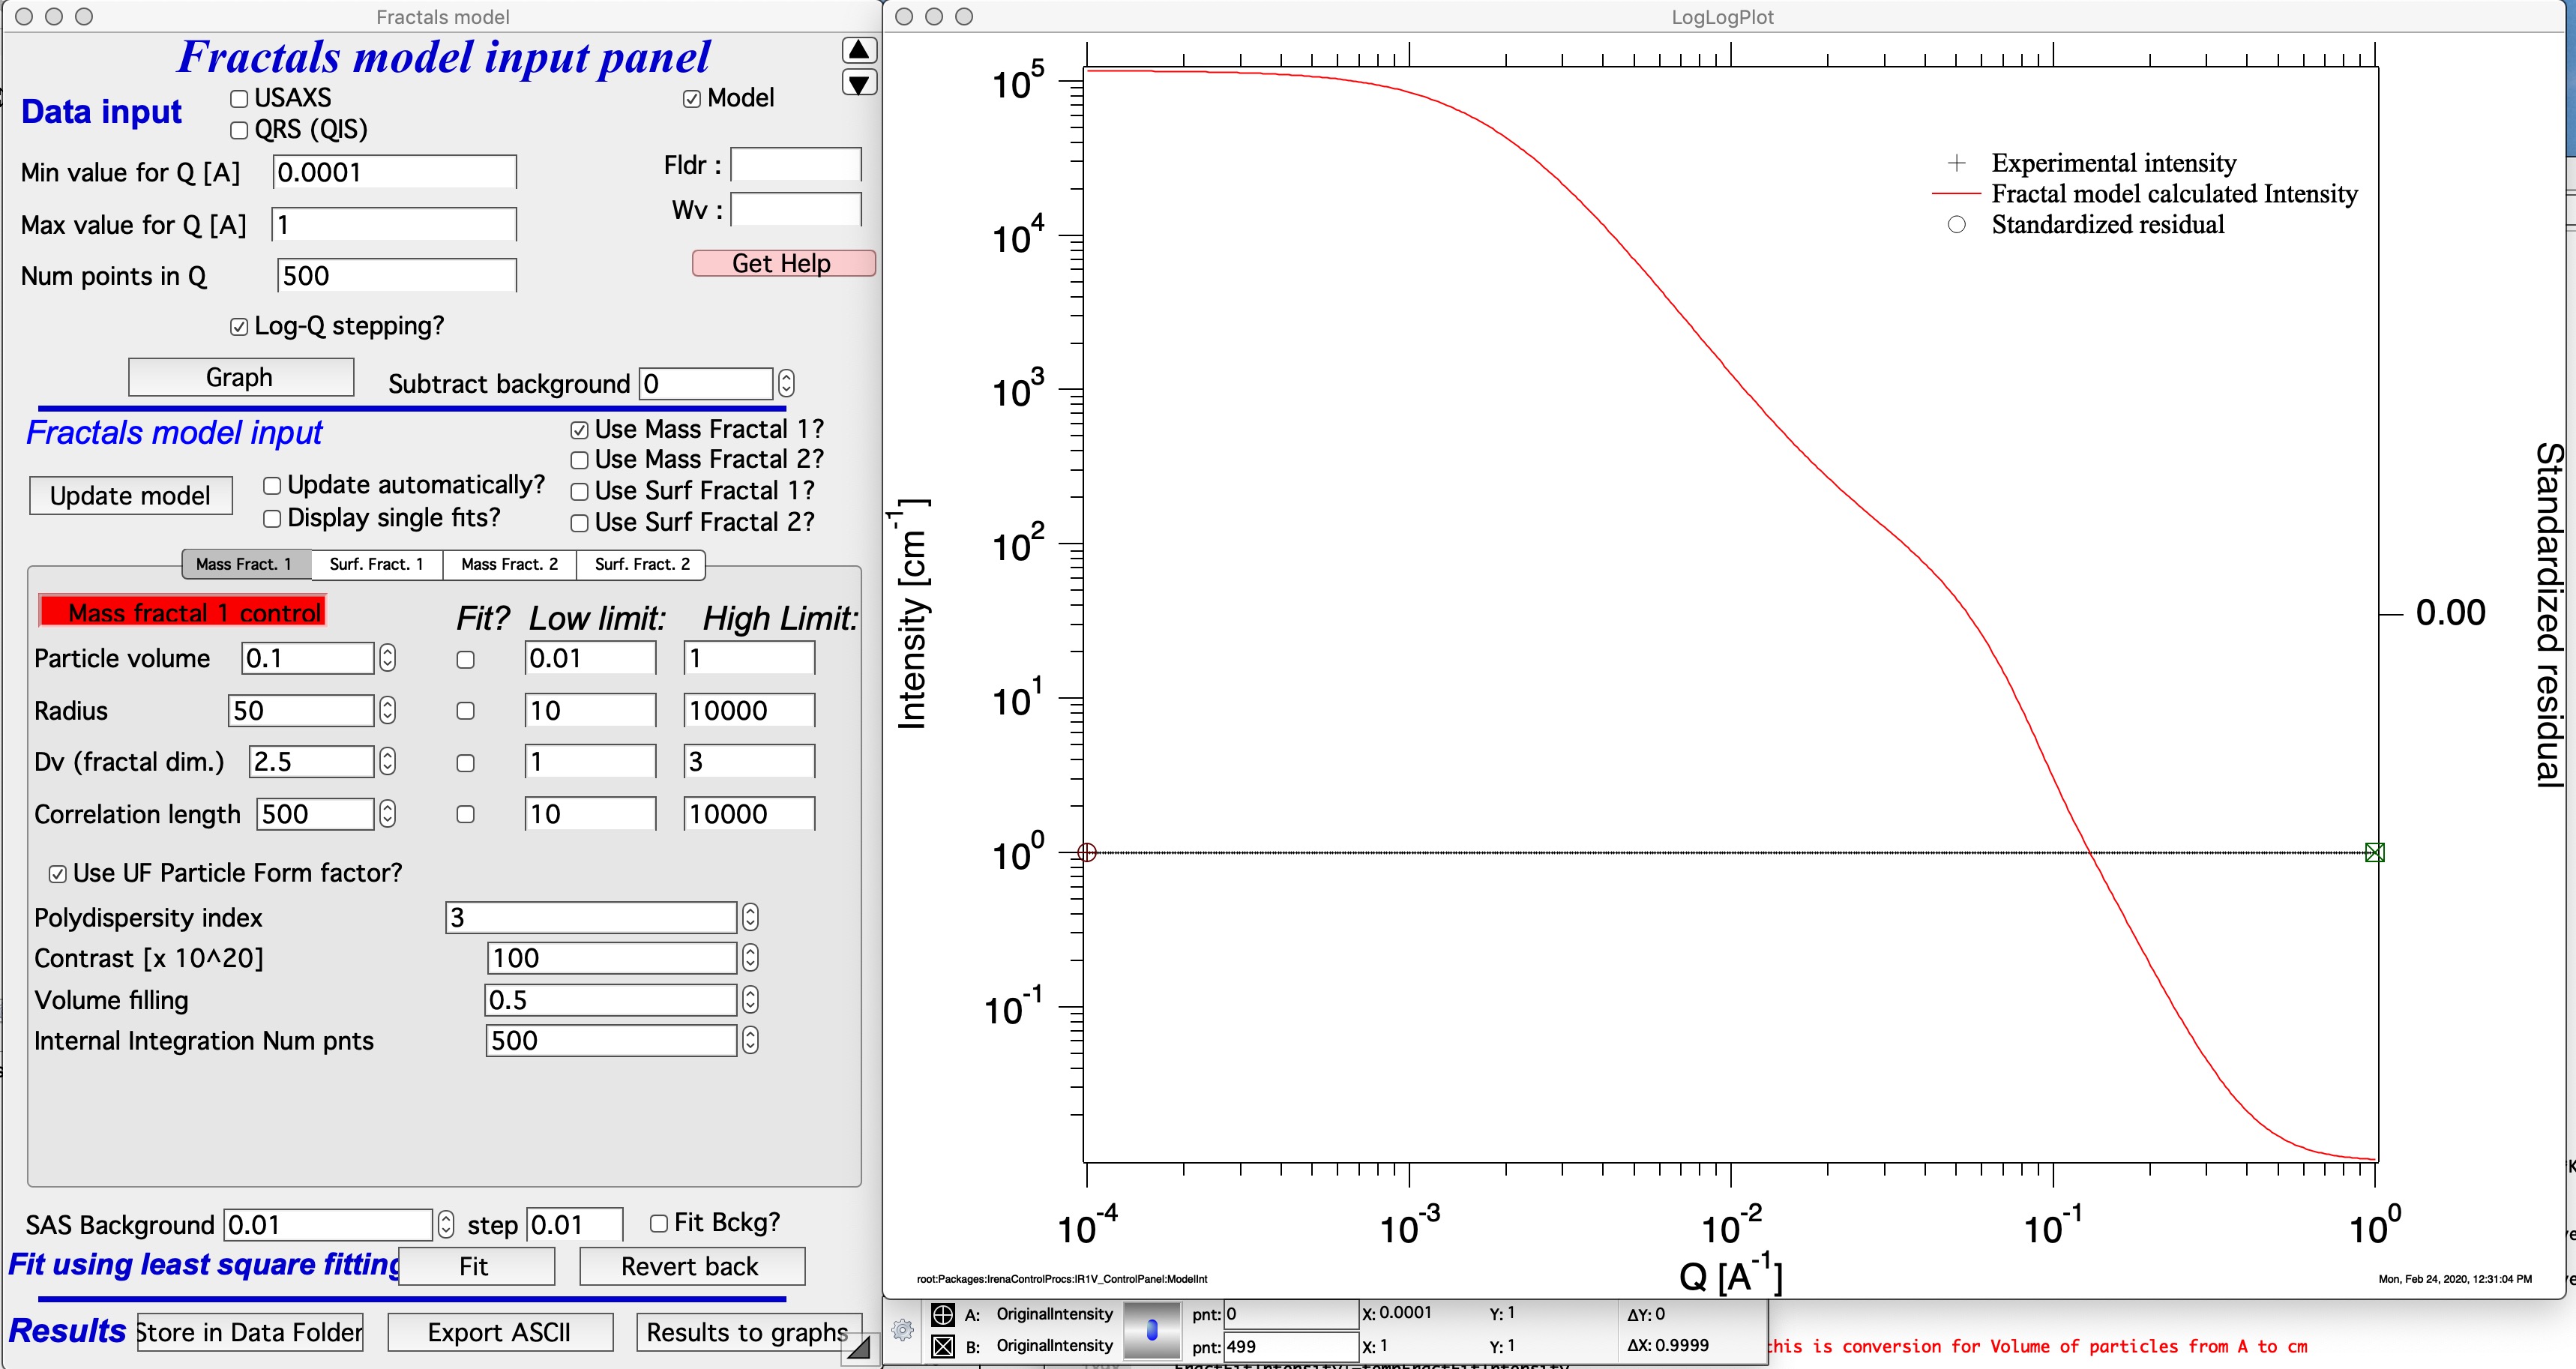 Fractals model
Fractals model input panel
Data input
USAXS
Model
QRS (QIS)
Min value for Q [A] 0.0001
Fldr :
Max value for Q [A] 1
Wv :
Num points in Q 500
Get Help
Log-Q stepping?
Graph
Subtract background 0
Fractals model input
Use Mass Fractal 1?
Use Mass Fractal 2?
Update model
Update automatically?
Use Surf Fractal 1?
Display single fits?
Use Surf Fractal 2?
Mass Fract. 1 Surf. Fract. 1 Mass Fract. 2 Surf. Fract. 2
Mass fractal 1 control
Fit? Low limit: High Limit:
Particle volume 0.1 0.01 1
Radius 50 10 10000
Dv (fractal dim.) 2.5 1 3
Correlation length 500 10 10000
Use UF Particle Form factor?
Polydispersity index 3
Contrast [x 10^20] 100
Volume filling 0.5
Internal Integration Num pnts 500
SAS Background 0.01 step 0.01 Fit Bckg?
Fit using least square fitting
Fit
Revert back
Results
Store in Data Folder
Export ASCII
Results to graphs
LogLogPlot
Experimental intensity
Fractal model calculated Intensity
Standardized residual
10^5
10^4
10^3
10^2
10^1
10^0
10^-1
Intensity [cm^-1]
0.00
Standardized residual
10^-4 10^-3 10^-2 10^-1 10^0
Q [A^-1]
root:Packages:IrenaControlProcs:IR1V_ControlPanel:ModelInt
Mon, Feb 24, 2020, 12:31:04 PM
A: OriginalIntensity pnt: 0 X: 0.0001 Y: 1 ΔY: 0
B: OriginalIntensity pnt: 499 X: 1 Y: 1 ΔX: 0.9999
this is conversion for Volume of particles from A to cm